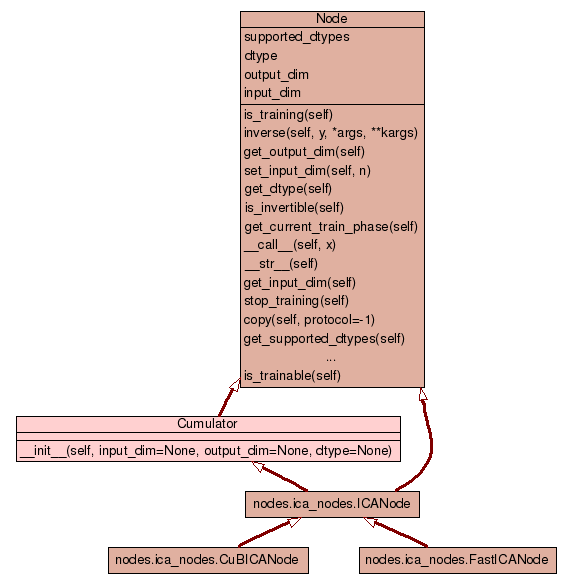 Node
supported_dtypes
dtype
output_dim
input_dim
is_training(self)
inverse(self, y, *args, **kargs)
get_output_dim(self)
set_input_dim(self, n)
get_dtype(self)
is_invertible(self)
get_current_train_phase(self)
__call__(self, x)
__str__(self)
get_input_dim(self)
stop_training(self)
copy(self, protocol=-1)
get_supported_dtypes(self)
...
is_trainable(self)
Cumulator
__init__(self, input_dim=None, output_dim=None, dtype=None)
nodes.ica_nodes.ICANode
nodes.ica_nodes.CuBICANode
nodes.ica_nodes.FastICANode